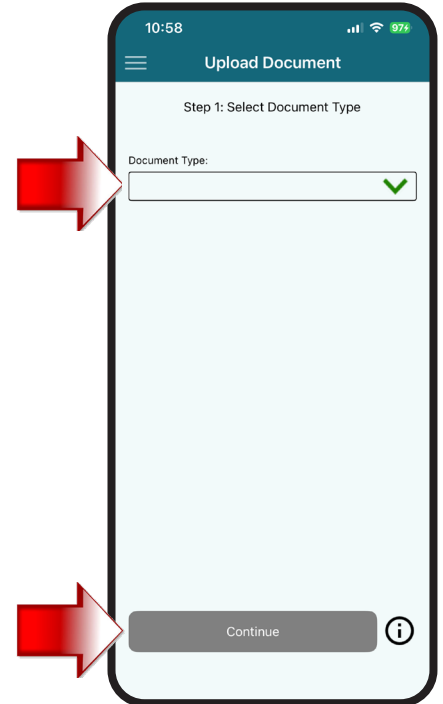 10:58
97
Upload Document
Step 1: Select Document Type
Document Type:
Continue